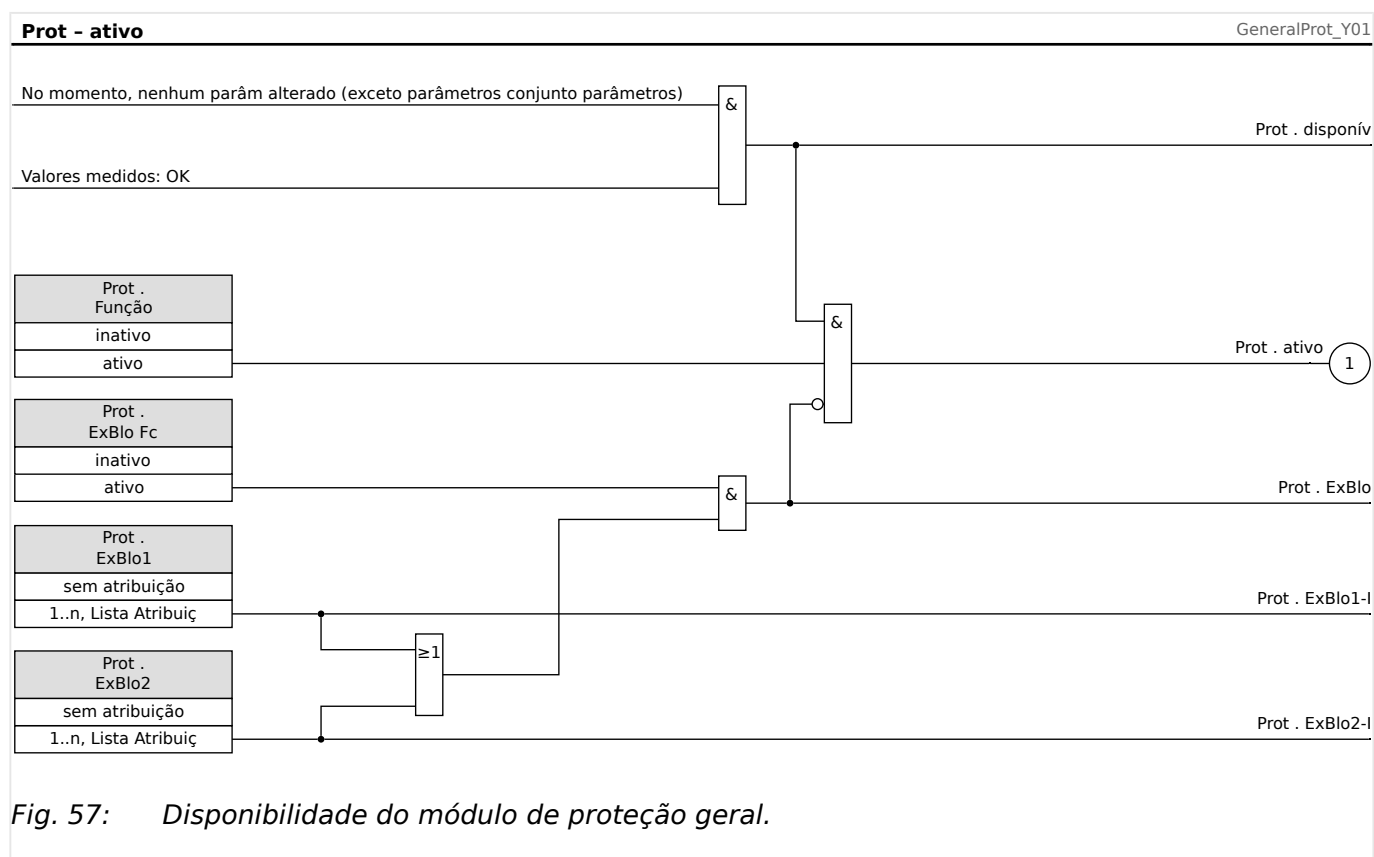 Prot – ativo
GeneralProt_Y01
No momento, nenhum parâm alterado (exceto parâmetros conjunto parâmetros)
&
Prot . disponív
Valores medidos: OK
Prot .
Função
inativo
ativo
&
Prot . ativo
1
Prot .
ExBlo Fc
inativo
ativo
&
Prot . ExBlo
Prot .
ExBlo1
sem atribuição
1..n, Lista Atribuiç
Prot . ExBlo1-I
≥1
Prot .
ExBlo2
sem atribuição
1..n, Lista Atribuiç
Prot . ExBlo2-I
Fig. 57: Disponibilidade do módulo de proteção geral.